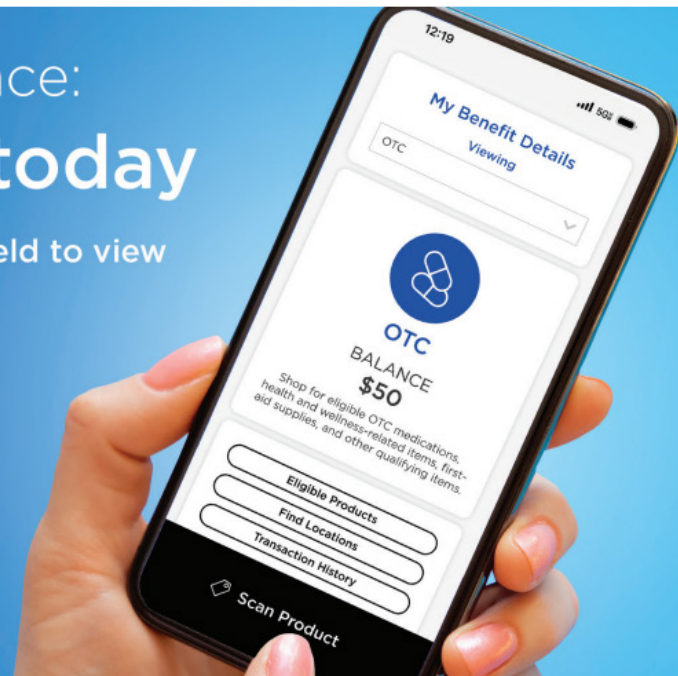 nce:
today
eld to view
12:19
5G
My Benefit Details
Viewing
OTC
OTC
BALANCE
$50
Shop for eligible OTC medications,
health and wellness-related items, first-
aid supplies, and other qualifying items.
Eligible Products
Find Locations
Transaction History
Scan Product